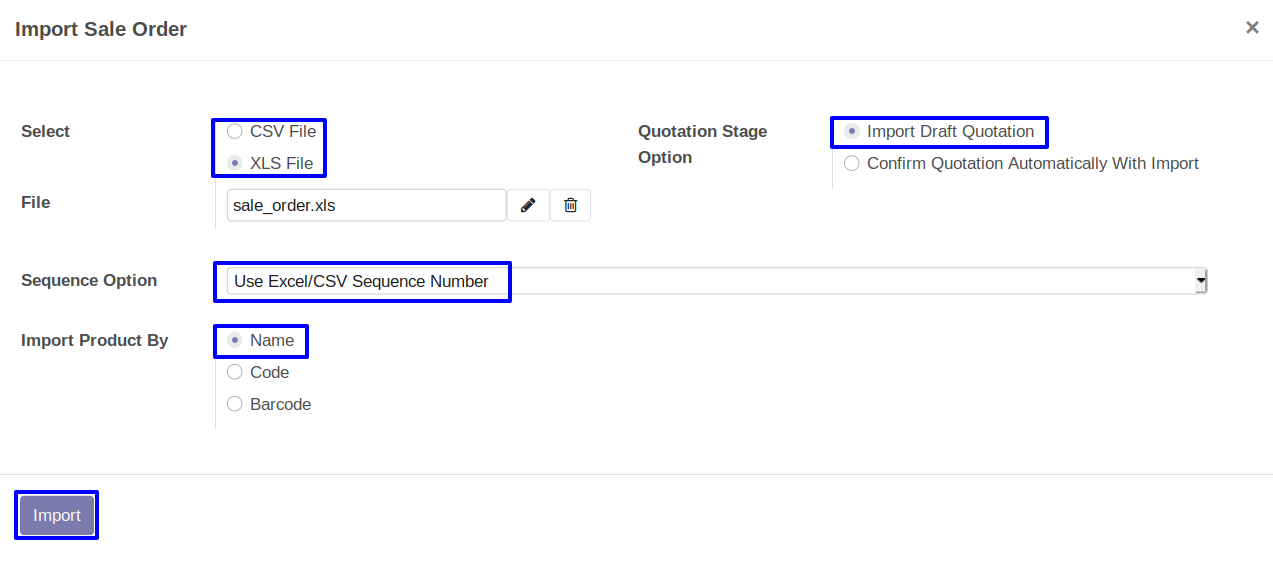 Import Sale Order
×
Select
CSV File
XLS File
File
sale_order.xls
Quotation Stage
Option
Import Draft Quotation
Confirm Quotation Automatically With Import
Sequence Option
Use Excel/CSV Sequence Number
Import Product By
Name
Code
Barcode
Import